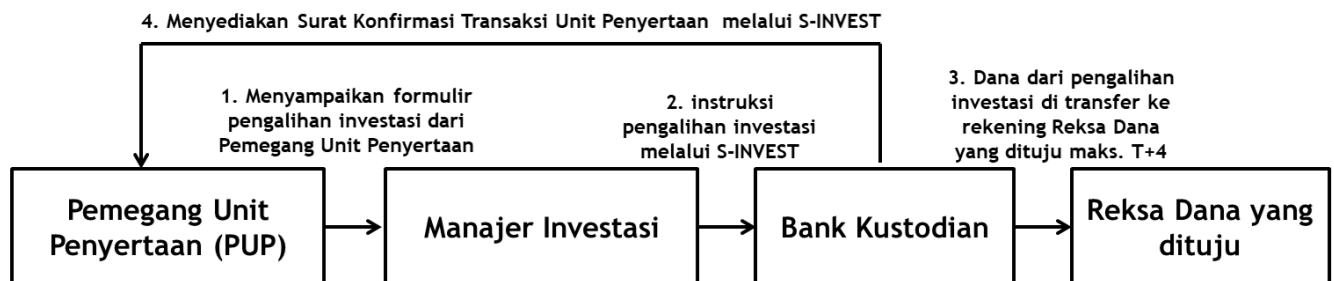 4. Menyediakan Surat Konfirmasi Transaksi Unit Penyertaan melalui S-INVEST
1. Menyampaikan formulir
pengalihan investasi dari
Pemegang Unit Penyertaan
2. instruksi
pengalihan investasi
melalui S-INVEST
3. Dana dari pengalihan
investasi di transfer ke
rekening Reksa Dana
yang dituju maks. T+4
Pemegang Unit
Penyertaan (PUP)
Manajer Investasi
Bank Kustodian
Reksa Dana yang
dituju